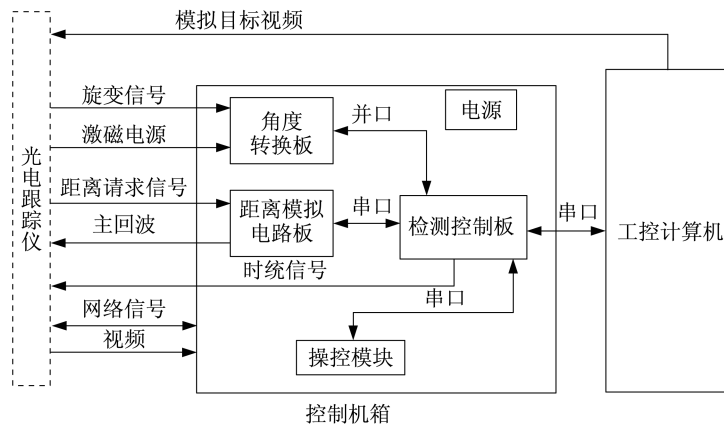 模拟目标视频
旋变信号
激磁电源
距离请求信号
主回波
时统信号
网络信号
视频
光电跟踪仪
角度
转换板
并口
电源
距离模拟
电路板
串口
检测控制板
串口
工控计算机
串口
操控模块
控制机箱